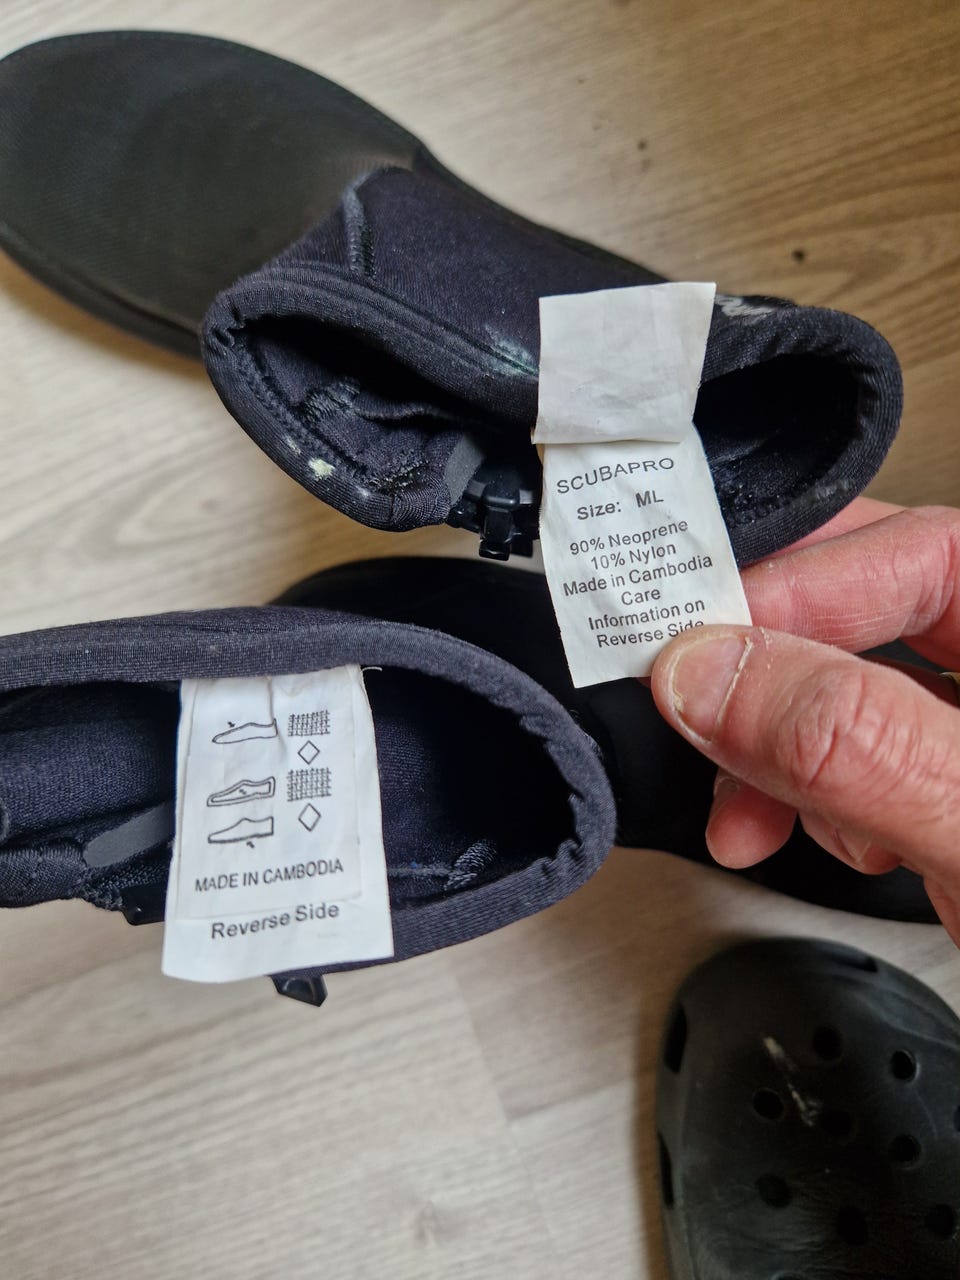 SCUBAPRO
Size: ML
90% Neoprene
10% Nylon
Made in Cambodia
Care
Information on
Reverse Side
MADE IN CAMBODIA
Reverse Side